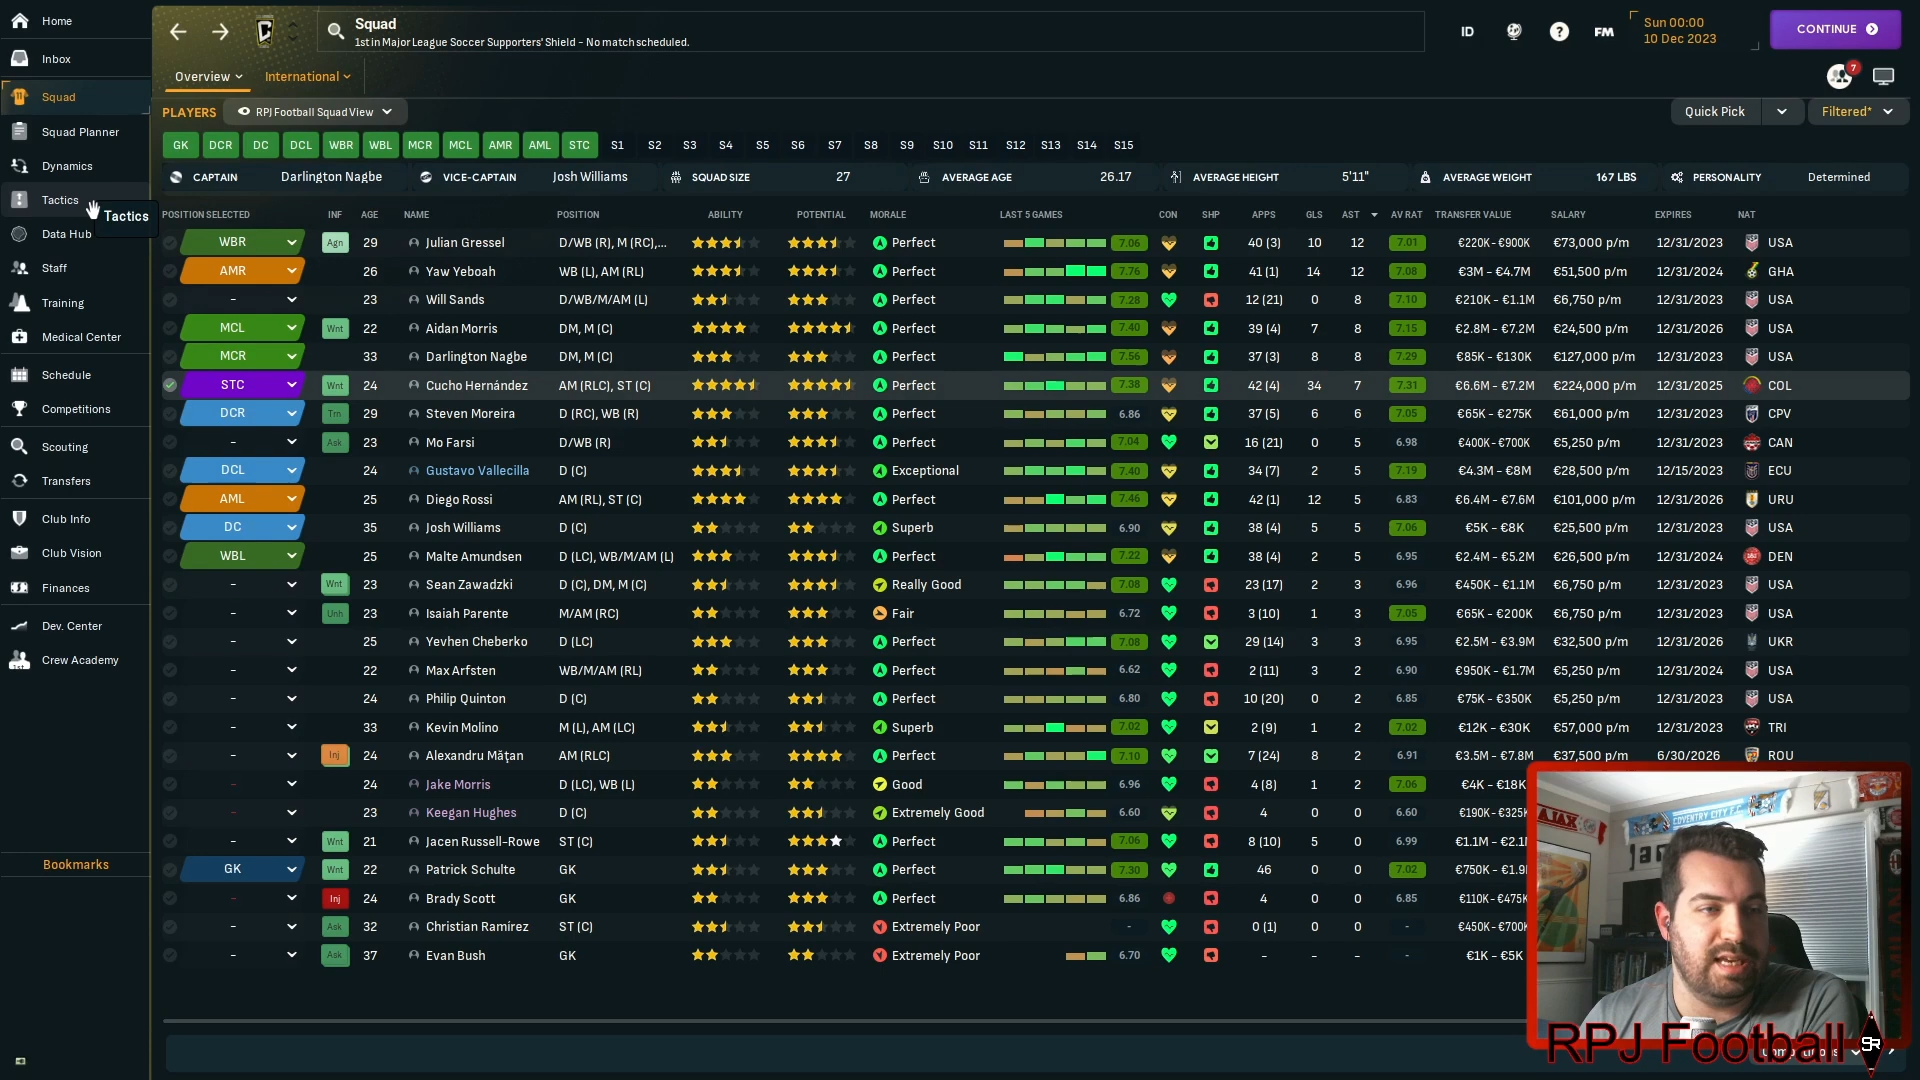 Home
Inbox
Squad
Squad Planner
Dynamics
Tactics
Tactics
Data Hub
Staff
Training
Medical Center
Schedule
Competitions
Scouting
Transfers
Club Info
Club Vision
Finances
Dev. Center
Crew Academy
Bookmarks
Squad
1st in Major League Soccer Supporters' Shield - No match scheduled.
ID
FM
Sun 00:00
10 Dec 2023
CONTINUE
Overview
International
7
PLAYERS
RPJ Football Squad View
Quick Pick
Filtered*
GK DCR DC DCL WBR WBL MCR MCL AMR AML STC S1 S2 S3 S4 S5 S6 S7 S8 S9 S10 S11 S12 S13 S14 S15
CAPTAIN Darlington Nagbe VICE-CAPTAIN Josh Williams SQUAD SIZE 27 AVERAGE AGE 26.17 AVERAGE HEIGHT 5'11" AVERAGE WEIGHT 167 LBS PERSONALITY Determined
POSITION SELECTED INF AGE NAME POSITION ABILITY POTENTIAL MORALE LAST 5 GAMES CON SHP APPS GLS AST AV RAT TRANSFER VALUE SALARY EXPIRES NAT
WBR Agn 29 Julian Gressel D/WB (R), M (RC),... Perfect 7.06 40 (3) 10 12 7.01 €220K - €900K €73,000 p/m 12/31/2023 USA
AMR 26 Yaw Yeboah WB (L), AM (RL) Perfect 7.76 41 (1) 14 12 7.08 €3M - €4.7M €51,500 p/m 12/31/2024 GHA
- 23 Will Sands D/WB/M/AM (L) Perfect 7.28 12 (21) 0 8 7.10 €210K - €1.1M €6,750 p/m 12/31/2023 USA
MCL Wnt 22 Aidan Morris DM, M (C) Perfect 7.40 39 (4) 7 8 7.15 €2.8M - €7.2M €24,500 p/m 12/31/2026 USA
MCR 33 Darlington Nagbe DM, M (C) Perfect 7.56 37 (3) 8 8 7.29 €85K - €130K €127,000 p/m 12/31/2023 USA
STC Wnt 24 Cucho Hernández AM (RLC), ST (C) Perfect 7.38 42 (4) 34 7 7.31 €6.6M - €7.2M €224,000 p/m 12/31/2025 COL
DCR Trn 29 Steven Moreira D (RC), WB (R) Perfect 6.86 37 (5) 6 6 7.05 €65K - €275K €61,000 p/m 12/31/2023 CPV
- Ask 23 Mo Farsi D/WB (R) Perfect 7.04 16 (21) 0 5 6.98 €400K - €700K €5,250 p/m 12/31/2023 CAN
DCL 24 Gustavo Vallecilla D (C) Exceptional 7.40 34 (7) 2 5 7.19 €4.3M - €8M €28,500 p/m 12/15/2023 ECU
AML 25 Diego Rossi AM (RL), ST (C) Perfect 7.46 42 (1) 12 5 6.83 €6.4M - €7.6M €101,000 p/m 12/31/2026 URU
DC 35 Josh Williams D (C) Superb 6.90 38 (4) 5 5 7.06 €5K - €8K €25,500 p/m 12/31/2023 USA
WBL 25 Malte Amundsen D (LC), WB/M/AM (L) Perfect 7.22 38 (4) 2 5 6.95 €2.4M - €5.2M €26,500 p/m 12/31/2024 DEN
- Wnt 23 Sean Zawadzki D (C), DM, M (C) Really Good 7.08 23 (17) 2 3 6.96 €450K - €1.1M €6,750 p/m 12/31/2023 USA
- Unh 23 Isaiah Parente M/AM (RC) Fair 6.72 3 (10) 1 3 7.05 €65K - €200K €6,750 p/m 12/31/2023 USA
- 25 Yevhen Cheberko D (LC) Perfect 7.08 29 (14) 3 3 6.95 €2.5M - €3.9M €32,500 p/m 12/31/2026 UKR
- 22 Max Arfsten WB/M/AM (RL) Perfect 6.62 2 (11) 3 2 6.90 €950K - €1.7M €5,250 p/m 12/31/2024 USA
- 24 Philip Quinton D (C) Perfect 6.80 10 (20) 0 2 6.85 €75K - €350K €5,250 p/m 12/31/2023 USA
- 33 Kevin Molino M (L), AM (LC) Superb 7.02 2 (9) 1 2 7.02 €12K - €30K €57,000 p/m 12/31/2023 TRI
- Inj 24 Alexandru Mățan AM (RLC) Perfect 7.10 7 (24) 8 2 6.91 €3.5M - €7.8M €37,500 p/m 6/30/2026 ROU
- 24 Jake Morris D (LC), WB (L) Good 6.96 4 (8) 1 2 7.06 €4K - €18K
- 23 Keegan Hughes D (C) Extremely Good 6.60 4 0 0 6.60 €190K - €325K
- Wnt 21 Jacen Russell-Rowe ST (C) Perfect 7.06 8 (10) 5 0 6.99 €1.1M - €2.1
GK Wnt 22 Patrick Schulte GK Perfect 7.30 46 0 0 7.02 €750K - €1.9
- Inj 24 Brady Scott GK Perfect 6.86 4 0 0 6.85 €110K - €475K
- Ask 32 Christian Ramírez ST (C) Extremely Poor - 0 (1) 0 0 - €450K - €700K
- Ask 37 Evan Bush GK Extremely Poor 6.70 - - - - €1K - €5K
AJAX
COVENTRY CITY F.C.
RPJ Football